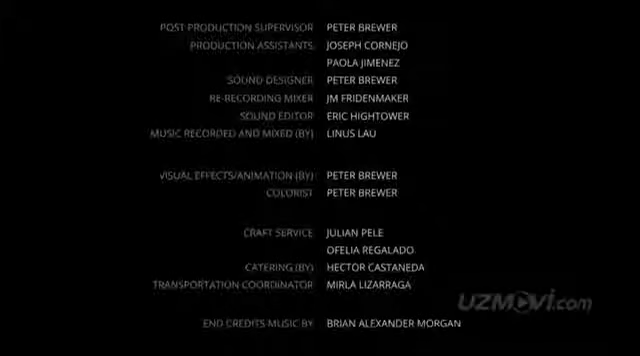 POST PRODUCTION SUPERVISOR PETER BREWER
PRODUCTION ASSISTANTS JOSEPH CORNEJO
PAOLA JIMENEZ
SOUND DESIGNER PETER BREWER
RE-RECORDING MIXER JM FRIDENMAKER
SOUND EDITOR ERIC HIGHTOWER
MUSIC RECORDED AND MIXED (BY) LINUS LAU
VISUAL EFFECTS/ANIMATION (BY) PETER BREWER
COLORIST PETER BREWER
CRAFT SERVICE JULIAN PELE
OFELIA REGALADO
CATERING (BY) HECTOR CASTANEDA
TRANSPORTATION COORDINATOR MIRLA LIZARRAGA
UZMOVi.com
END CREDITS MUSIC BY BRIAN ALEXANDER MORGAN